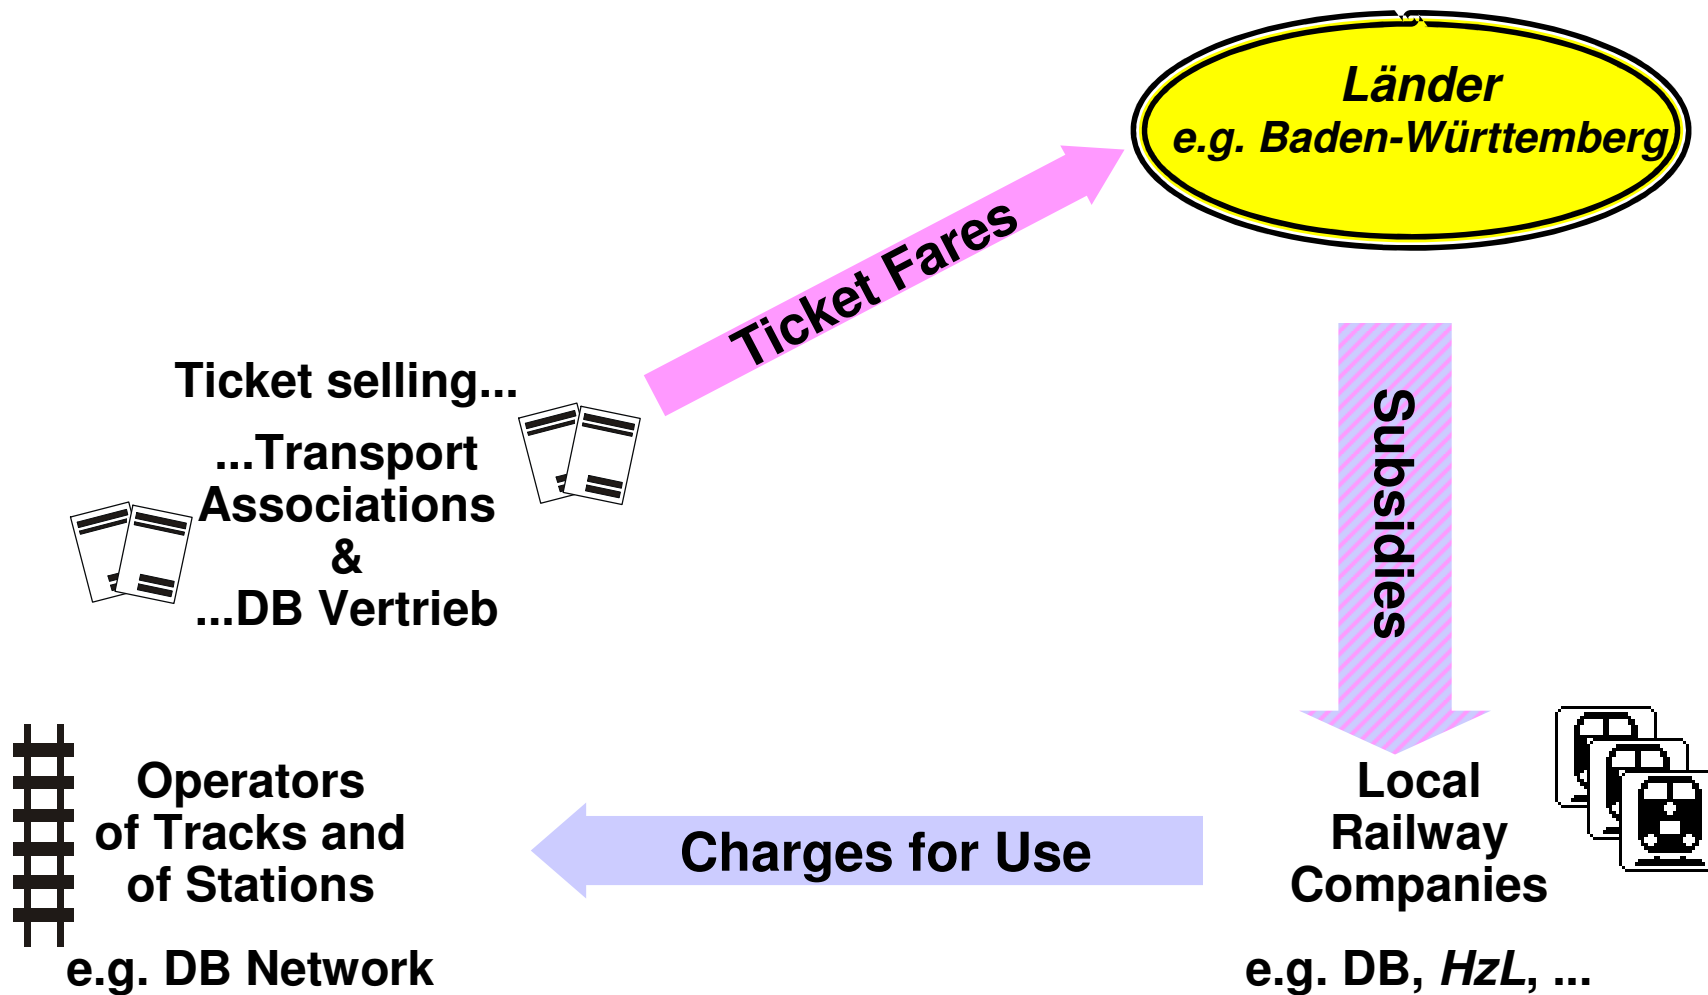 Länder
e.g. Baden-Württemberg
Ticket Fares
Ticket selling...
...Transport
Associations
&
...DB Vertrieb
Subsidies
Operators
of Tracks and
of Stations
e.g. DB Network
Charges for Use
Local
Railway
Companies
e.g. DB, HzL, ...